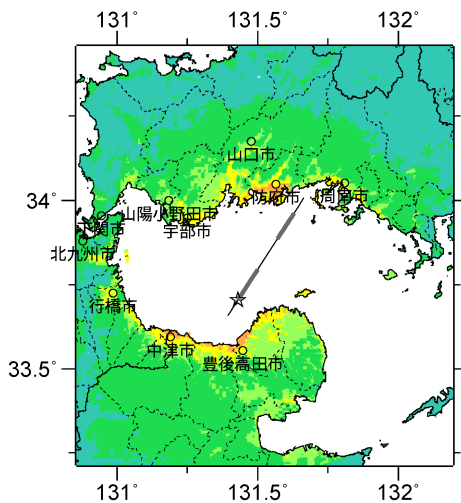 131° 131.5° 132°
山口市
34°
防府市 周南市
山陽小野田市
下関市
宇部市
北九州市
行橋市
中津市
豊後高田市
33.5°
131° 131.5° 132°